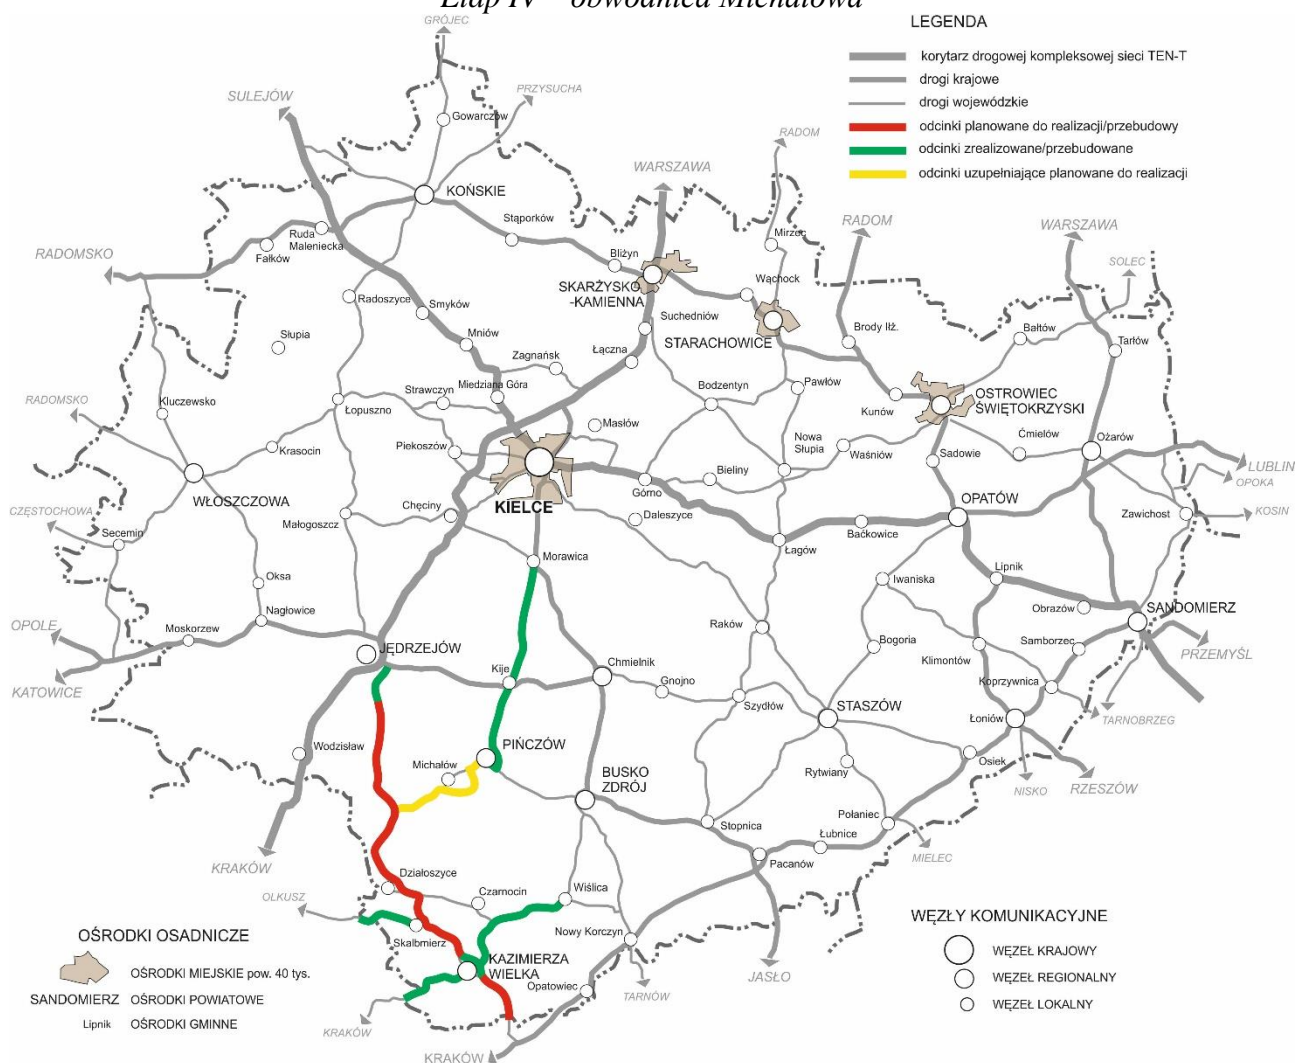 Etap IV – obwodnica Michałowa
LEGENDA
korytarz drogowej kompleksowej sieci TEN-T
drogi krajowe
drogi wojewódzkie
odcinki planowane do realizacji/przebudowy
odcinki zrealizowane/przebudowane
odcinki uzupełniające planowane do realizacji
GRÓJEC
SULEJÓW
PRZYSUCHA
Gowarczów
RADOM
WARSZAWA
KOŃSKIE
RADOM
WARSZAWA
Stąporków
Mirzec
Ruda
Maleniecka
Fałków
RADOMSKO
Bliżyn
SOLEC
SKARŻYSKO
-KAMIENNA
Wąchock
Radoszyce
Smyków
Suchedniów
STARACHOWICE
Brody Iłż.
Bałtów
Tarłów
Słupia
Mniów
Zagnańsk
Łączna
Miedziana Góra
Strawczyn
Bodzentyn
Pawłów
Kunów
OSTROWIEC
ŚWIĘTOKRZYSKI
RADOMSKO
Kluczewsko
Łopuszno
Masłów
Krasocin
Piekoszów
Nowa
Słupia
Waśniów
Ćmielów
Ożarów
Sadowie
LUBLIN
OPOKA
WŁOSZCZOWA
KIELCE
Górno
Bieliny
OPATÓW
CZĘSTOCHOWA
Secemin
Małogoszcz
Chęciny
Daleszyce
Łagów
Baćkowice
Zawichost
KOSIN
Morawica
Oksa
Iwaniska
Lipnik
Nagłowice
Obrazów
SANDOMIERZ
OPOLE
Moskorzew
Raków
Bogoria
Samborzec
Klimontów
PRZEMYŚL
JĘDRZEJÓW
KATOWICE
Kije
Chmielnik
Gnojno
Koprzywnica
Szydłów
STASZÓW
Łoniów
TARNOBRZEG
Wodzisław
PIŃCZÓW
Michałów
BUSKO
ZDRÓJ
Rytwiany
Osiek
NISKO
RZESZÓW
Stopnica
Połaniec
Łubnice
MIELEC
KRAKÓW
Pacanów
Działoszyce
OLKUSZ
Czarnocin
Wiślica
WĘZŁY KOMUNIKACYJNE
OŚRODKI OSADNICZE
Skalbmierz
Nowy Korczyn
WĘZEŁ KRAJOWY
OŚRODKI MIEJSKIE pow. 40 tys.
KAZIMIERZA
WIELKA
JASŁO
WĘZEŁ REGIONALNY
SANDOMIERZ OŚRODKI POWIATOWE
Opatowiec
TARNÓW
WĘZEŁ LOKALNY
Lipnik OŚRODKI GMINNE
KRAKÓW
KRAKÓW